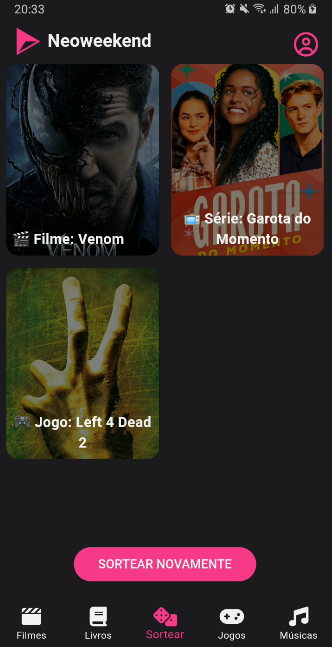 20:33
80%
Neoweekend
VENOM
🎬 Filme: Venom
GAROTA
DO MOMENTO
📺 Série: Garota do
Momento
🎮 Jogo: Left 4 Dead
2
SORTEAR NOVAMENTE
Filmes
Livros
Sortear
Jogos
Músicas